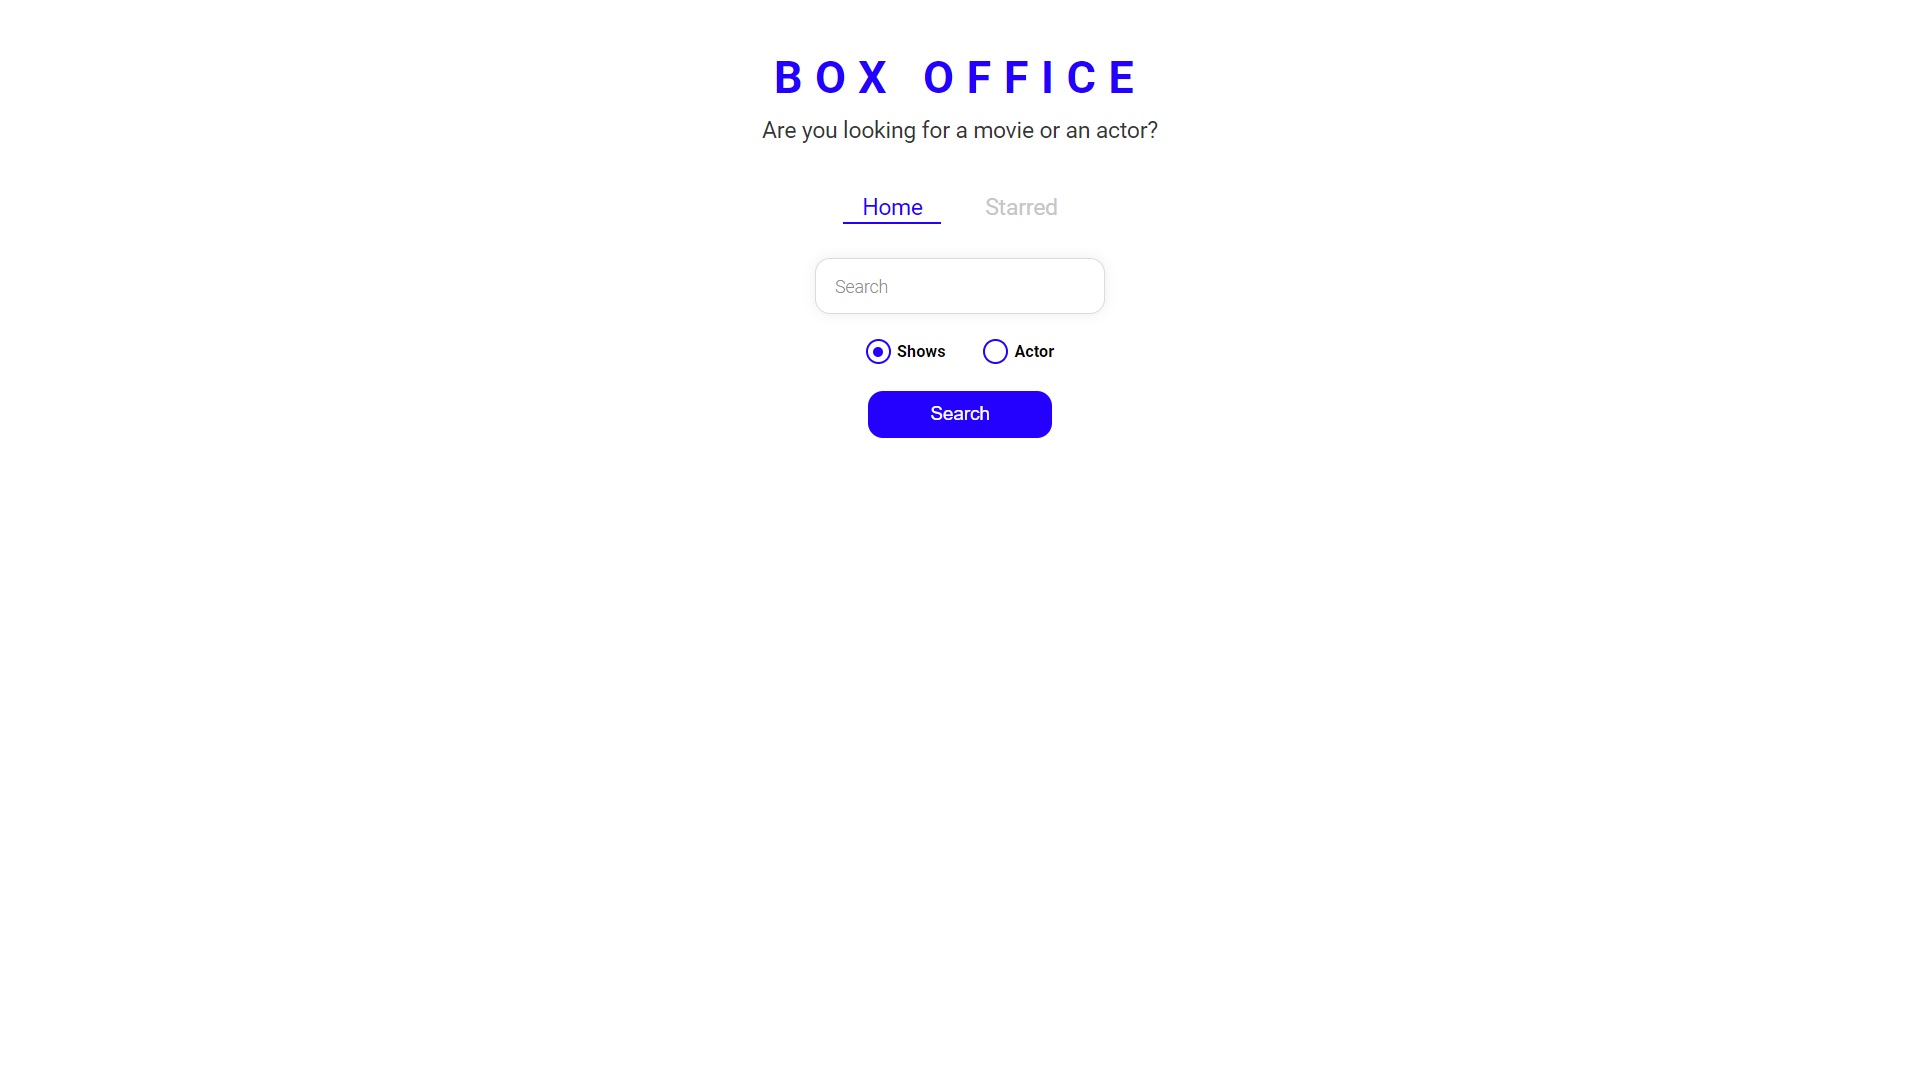 BOX OFFICE
Are you looking for a movie or an actor?
Home Starred
Search
Shows Actor
Search